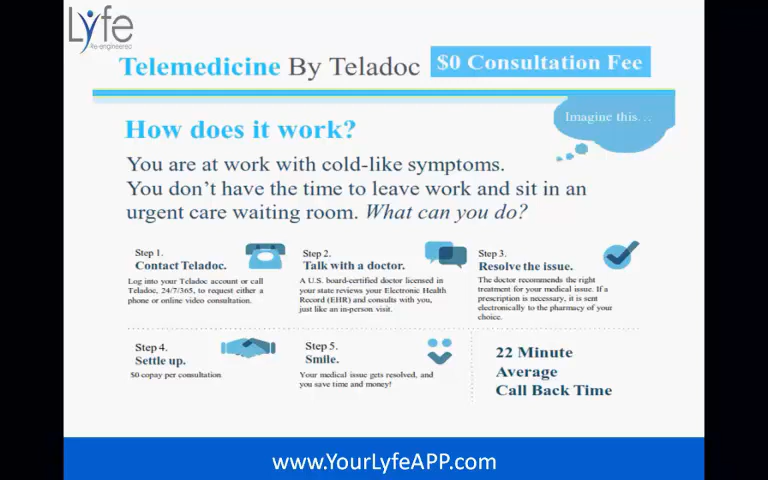 Lyfe
re-engineered
Telemedicine By Teladoc
$0 Consultation Fee
Imagine this...
How does it work?
You are at work with cold-like symptoms.
You don't have the time to leave work and sit in an
urgent care waiting room. What can you do?
Step 1.
Contact Teladoc.
Log into your Teladoc account or call
Teladoc, 24/7/365, to request either a
phone or online video consultation.
Step 2.
Talk with a doctor.
A U.S. board-certified doctor licensed in
your state reviews your Electronic Health
Record (EHR) and consults with you,
just like an in-person visit.
Step 3.
Resolve the issue.
The doctor recommends the right
treatment for your medical issue. If a
prescription is necessary, it is sent
electronically to the pharmacy of your
choice.
Step 4.
Settle up.
$0 copay per consultation
Step 5.
Smile.
Your medical issue gets resolved, and
you save time and money!
22 Minute
Average
Call Back Time
www.YourLyfeAPP.com